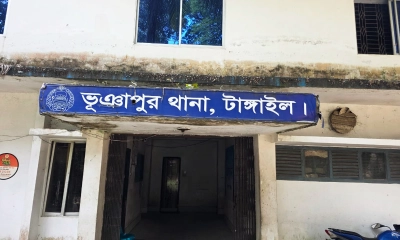 ভূঞাপুর থানা, টাঙ্গাইল।